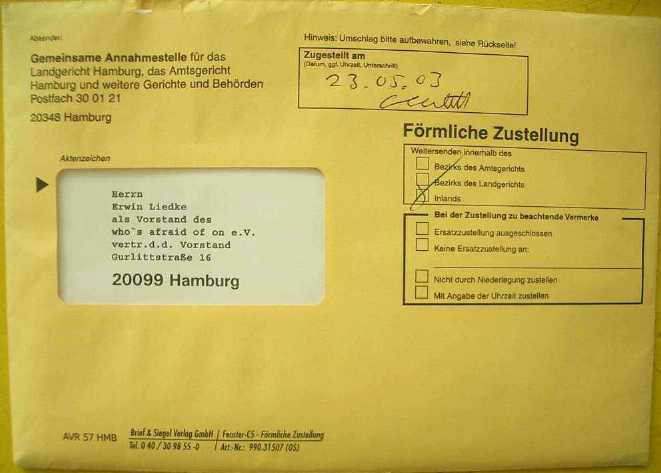 Absender:
Gemeinsame Annahmestelle für das
Landgericht Hamburg, das Amtsgericht
Hamburg und weitere Gerichte und Behörden
Postfach 30 01 21
20348 Hamburg
Hinweis: Umschlag bitte aufbewahren, siehe Rückseite!
Zugestellt am
(Datum, ggf. Uhrzeit, Unterschrift)
23.05.03
Förmliche Zustellung
Weitersenden innerhalb des
Bezirks des Amtsgerichts
Bezirks des Landgerichts
Inlands
Bei der Zustellung zu beachtende Vermerke
Ersatzzustellung ausgeschlossen
Keine Ersatzzustellung an:
Nicht durch Niederlegung zustellen
Mit Angabe der Uhrzeit zustellen
Aktenzeichen
Herrn
Erwin Liedke
als Vorstand des
who`s afraid of on e.V.
vertr.d.d. Vorstand
Gurlittstraße 16
20099 Hamburg
AVR 57 HMB
Brief & Siegel Verlag GmbH | Fenster-C5 - Förmliche Zustellung
Tel. 0 40 / 30 98 55 -0 | Art.-Nr.: 990.31507 (OS)